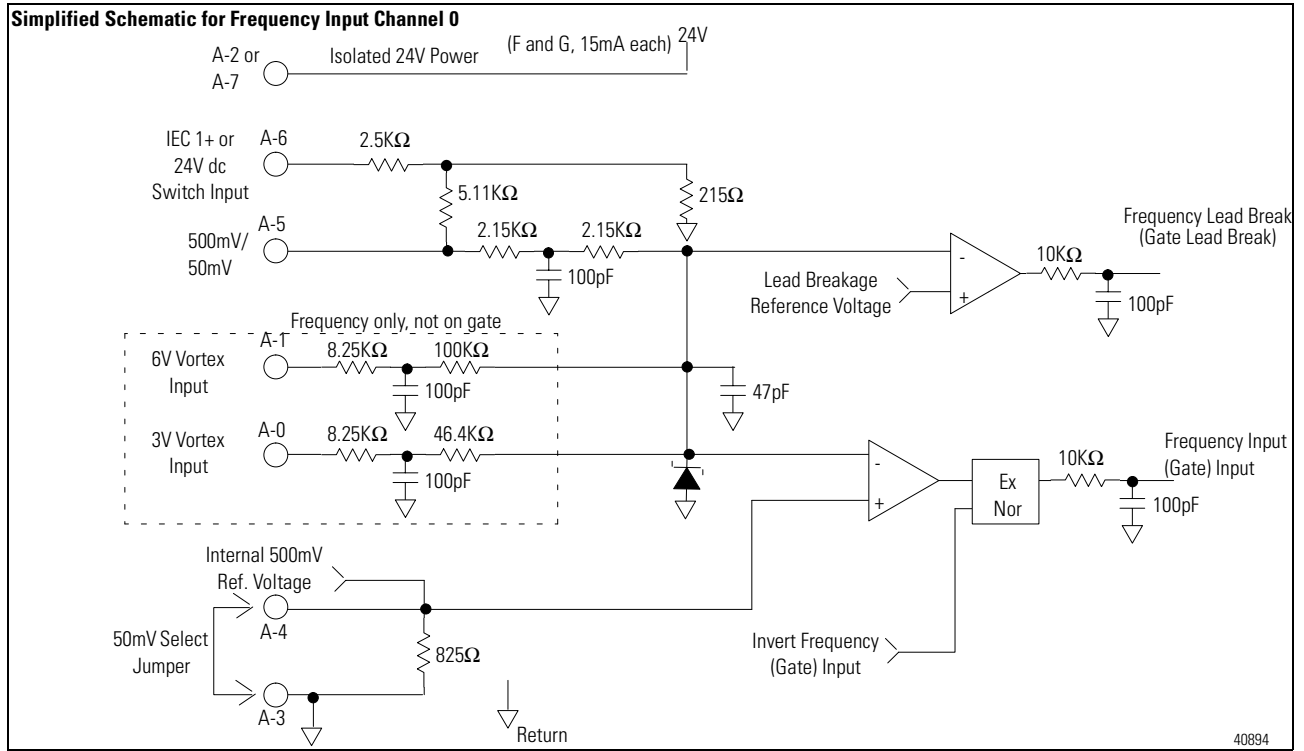 Simplified Schematic for Frequency Input Channel 0
A-2 or
A-7
Isolated 24V Power
(F and G, 15mA each)
24V
IEC 1+ or
24V dc
Switch Input
A-6
2.5KΩ
5.11KΩ
215Ω
500mV/
50mV
A-5
2.15KΩ
2.15KΩ
100pF
Lead Breakage
Reference Voltage
-
+
10KΩ
100pF
Frequency Lead Break
(Gate Lead Break)
Frequency only, not on gate
6V Vortex
Input
A-1
8.25KΩ
100KΩ
100pF
47pF
3V Vortex
Input
A-0
8.25KΩ
46.4KΩ
100pF
-
+
Ex
Nor
10KΩ
100pF
Frequency Input
(Gate) Input
Internal 500mV
Ref. Voltage
A-4
50mV Select
Jumper
825Ω
A-3
Invert Frequency
(Gate) Input
Return
40894